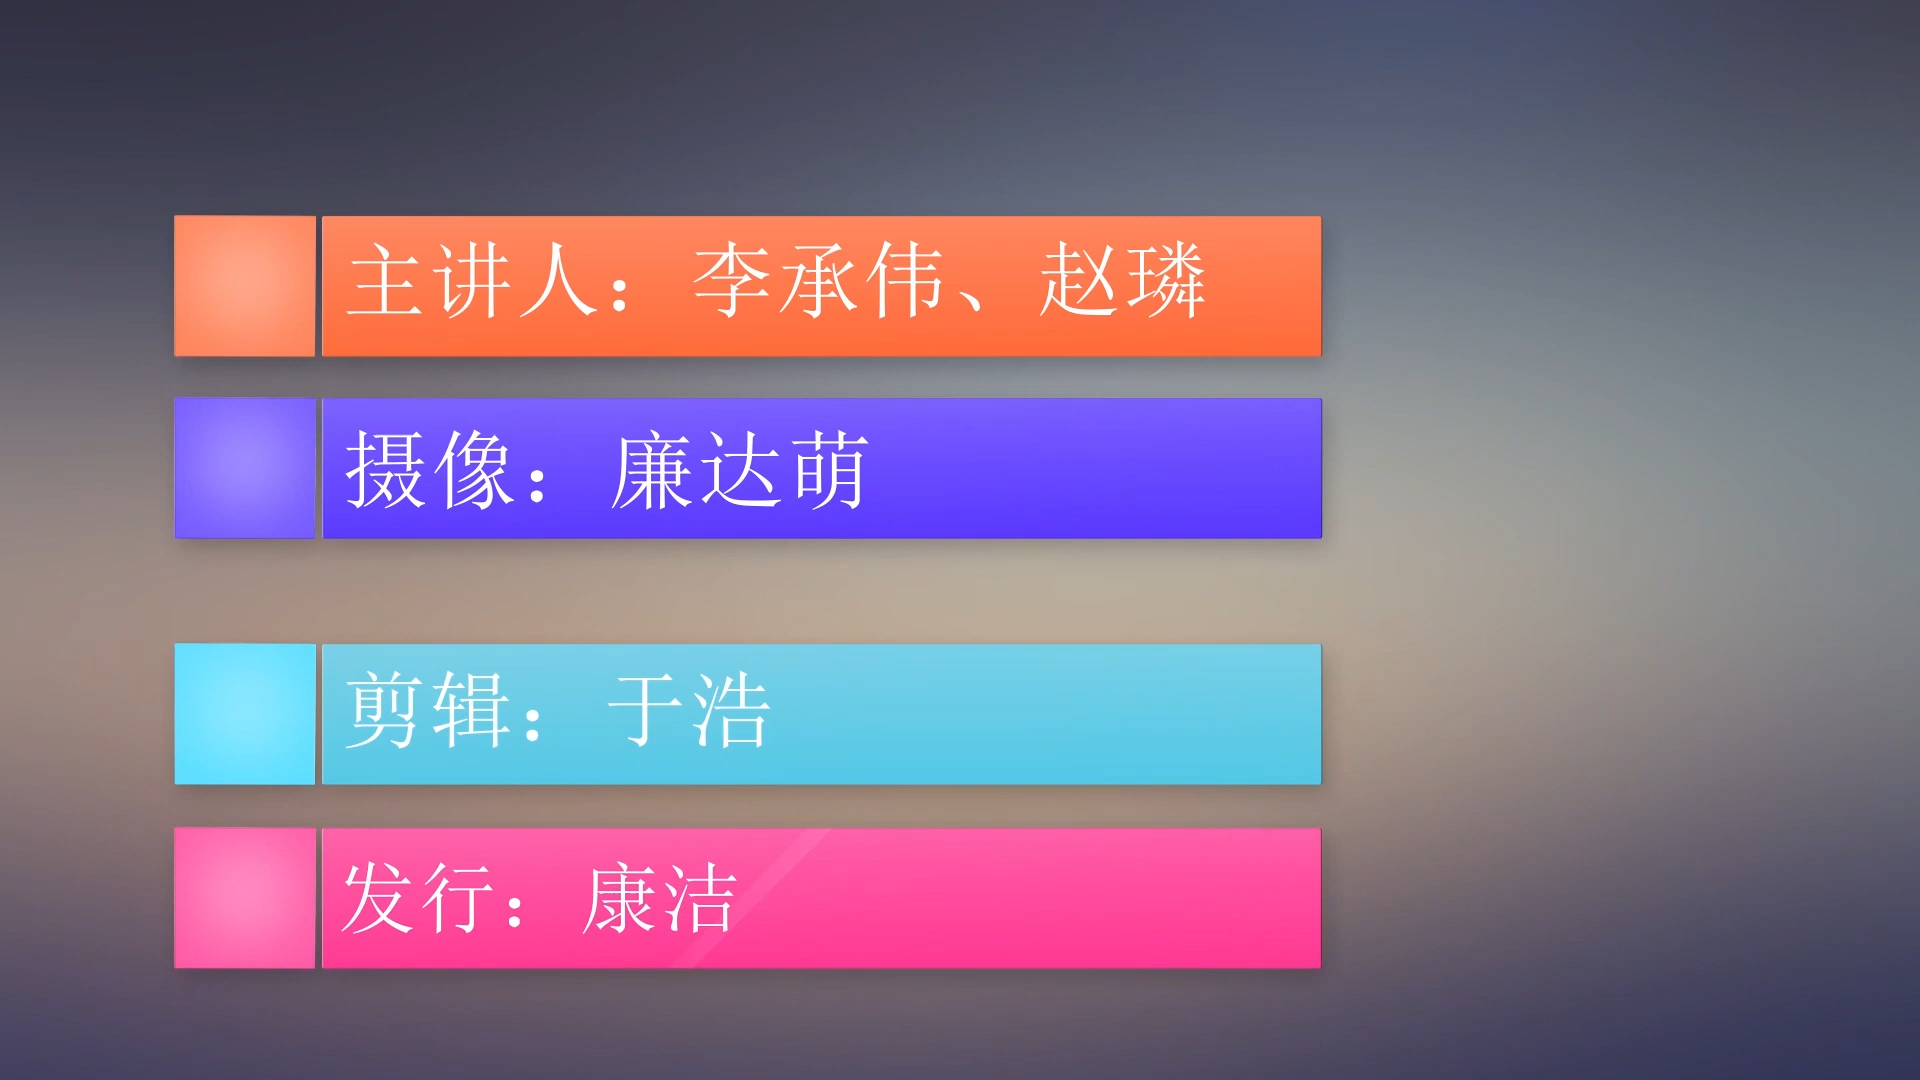 主讲人：李承伟、赵璘
摄像：廉达萌
剪辑：于浩
发行：康洁